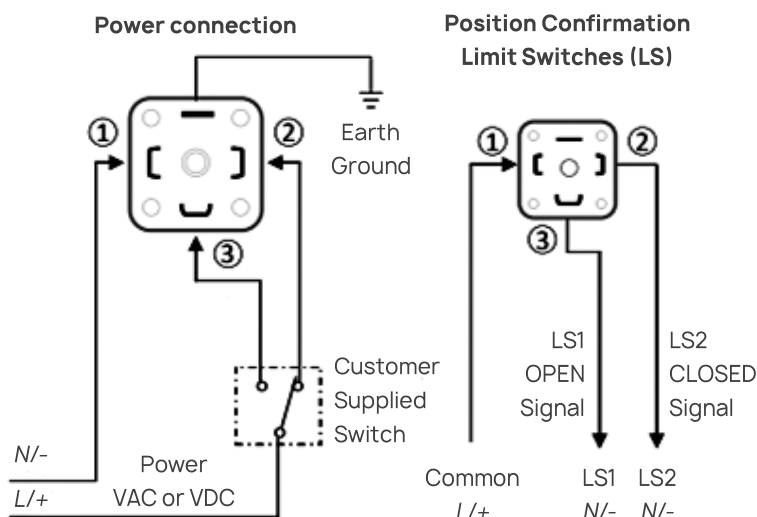 Power connection
①
②
③
Earth
Ground
Customer
Supplied
Switch
N/-
L/+
Power
VAC or VDC
Position Confirmation
Limit Switches (LS)
①
②
③
LS1
OPEN
Signal
LS2
CLOSED
Signal
Common
L/+
LS1
N/-
LS2
N/-